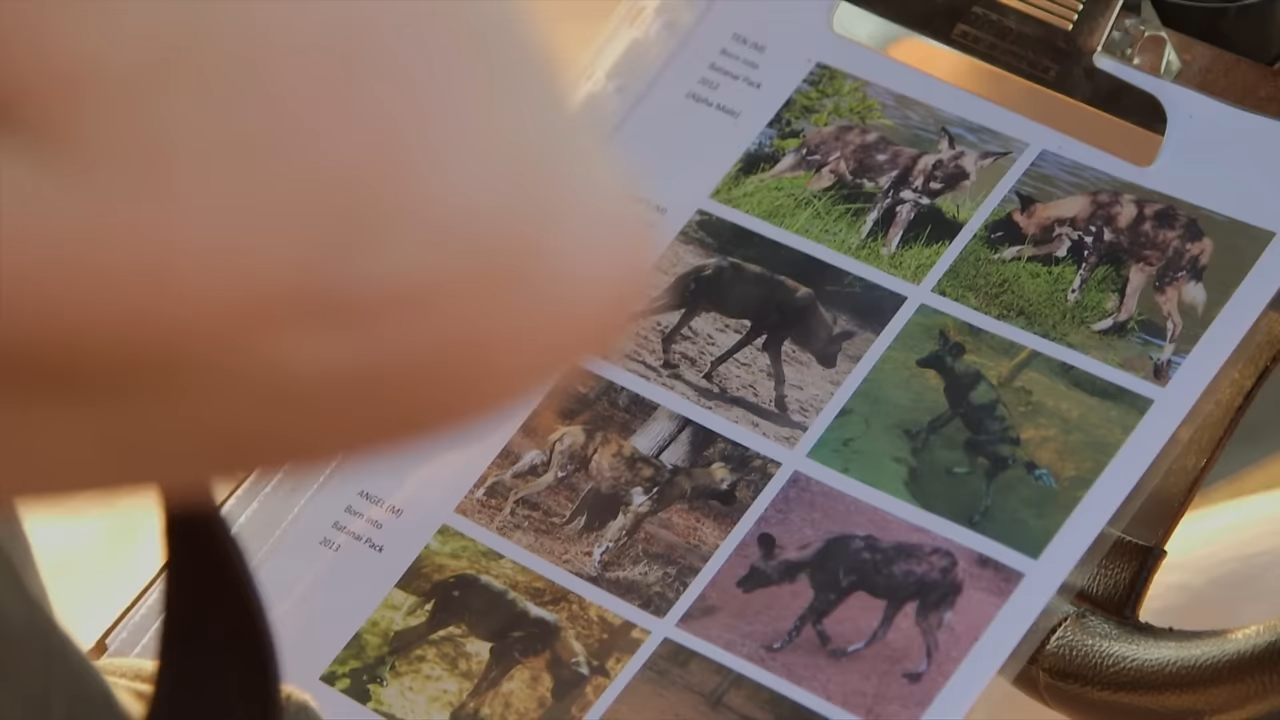 TEN (M)
Born into
Batanai Pack
2013
(Alpha Male)
ANGEL (M)
Born into
Batanai Pack
2013